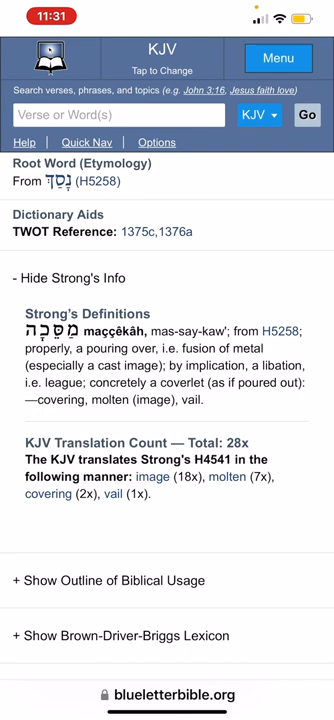 11:31
KJV
Tap to Change
Menu
Search verses, phrases, and topics (e.g. John 3:16, Jesus faith love)
Verse or Word(s)
KJV
Go
Help | Quick Nav | Options
Root Word (Etymology)
From נָסַךְ (H5258)
Dictionary Aids
TWOT Reference: 1375c,1376a
- Hide Strong's Info
Strong’s Definitions
מַסֵּכָה maççêkâh, mas-say-kaw'; from H5258;
properly, a pouring over, i.e. fusion of metal
(especially a cast image); by implication, a libation,
i.e. league; concretely a coverlet (as if poured out):
—covering, molten (image), vail.
KJV Translation Count — Total: 28x
The KJV translates Strong's H4541 in the
following manner: image (18x), molten (7x),
covering (2x), vail (1x).
+ Show Outline of Biblical Usage
+ Show Brown-Driver-Briggs Lexicon
blueletterbible.org